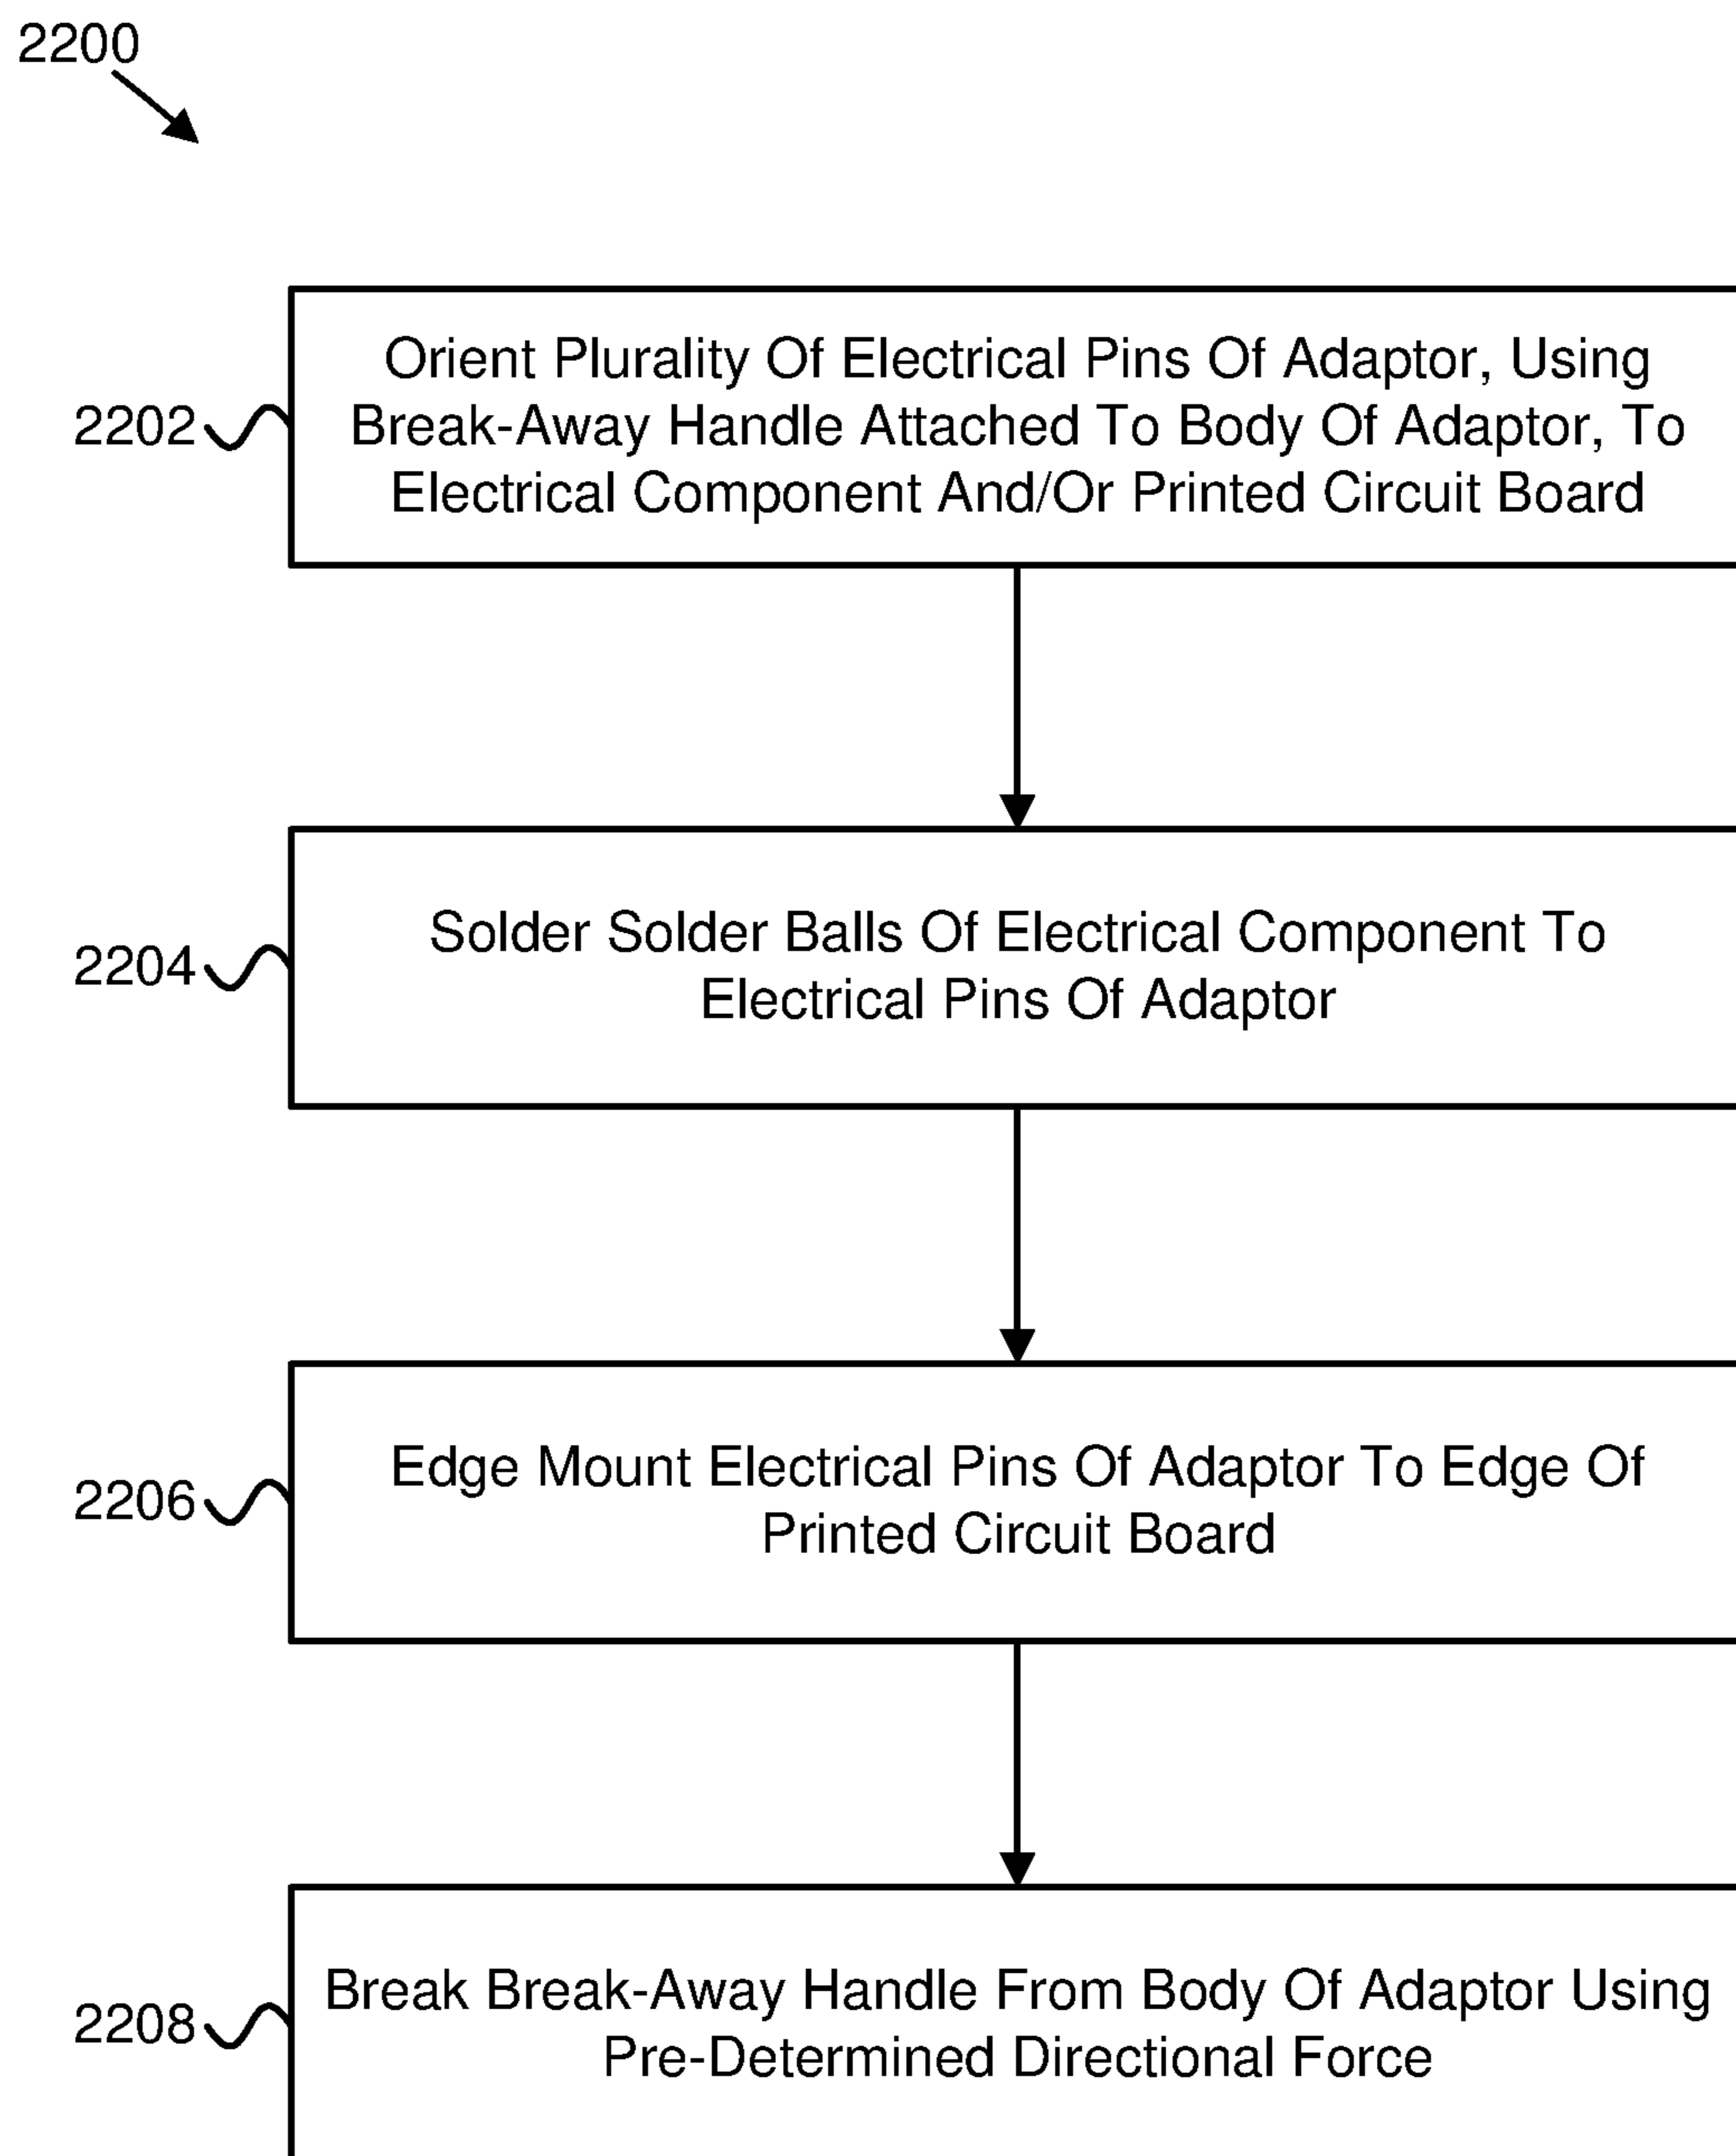 2200
2202
Orient Plurality Of Electrical Pins Of Adaptor, Using
Break-Away Handle Attached To Body Of Adaptor, To
Electrical Component And/Or Printed Circuit Board
2204
Solder Solder Balls Of Electrical Component To
Electrical Pins Of Adaptor
2206
Edge Mount Electrical Pins Of Adaptor To Edge Of
Printed Circuit Board
2208
Break Break-Away Handle From Body Of Adaptor Using
Pre-Determined Directional Force